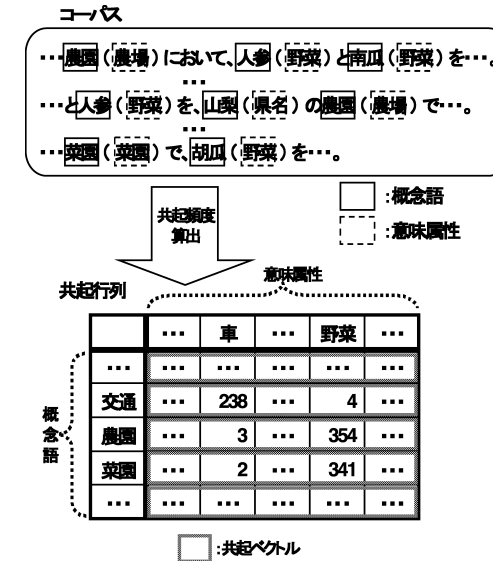 コーパス
…農園(農場)において、人参(野菜)と南瓜(野菜)を…。
…
…と人参(野菜)を、山梨(県名)の農園(農場)で…。
…
…菜園(菜園)で、胡瓜(野菜)を…。
:概念語
:意味属性
共起頻度
算出
共起行列
意味属性
… 車 … 野菜 …
… … … … … …
交通 … 238 … 4 …
農園 … 3 … 354 …
菜園 … 2 … 341 …
… … … … … …
概念語
:共起ベクトル